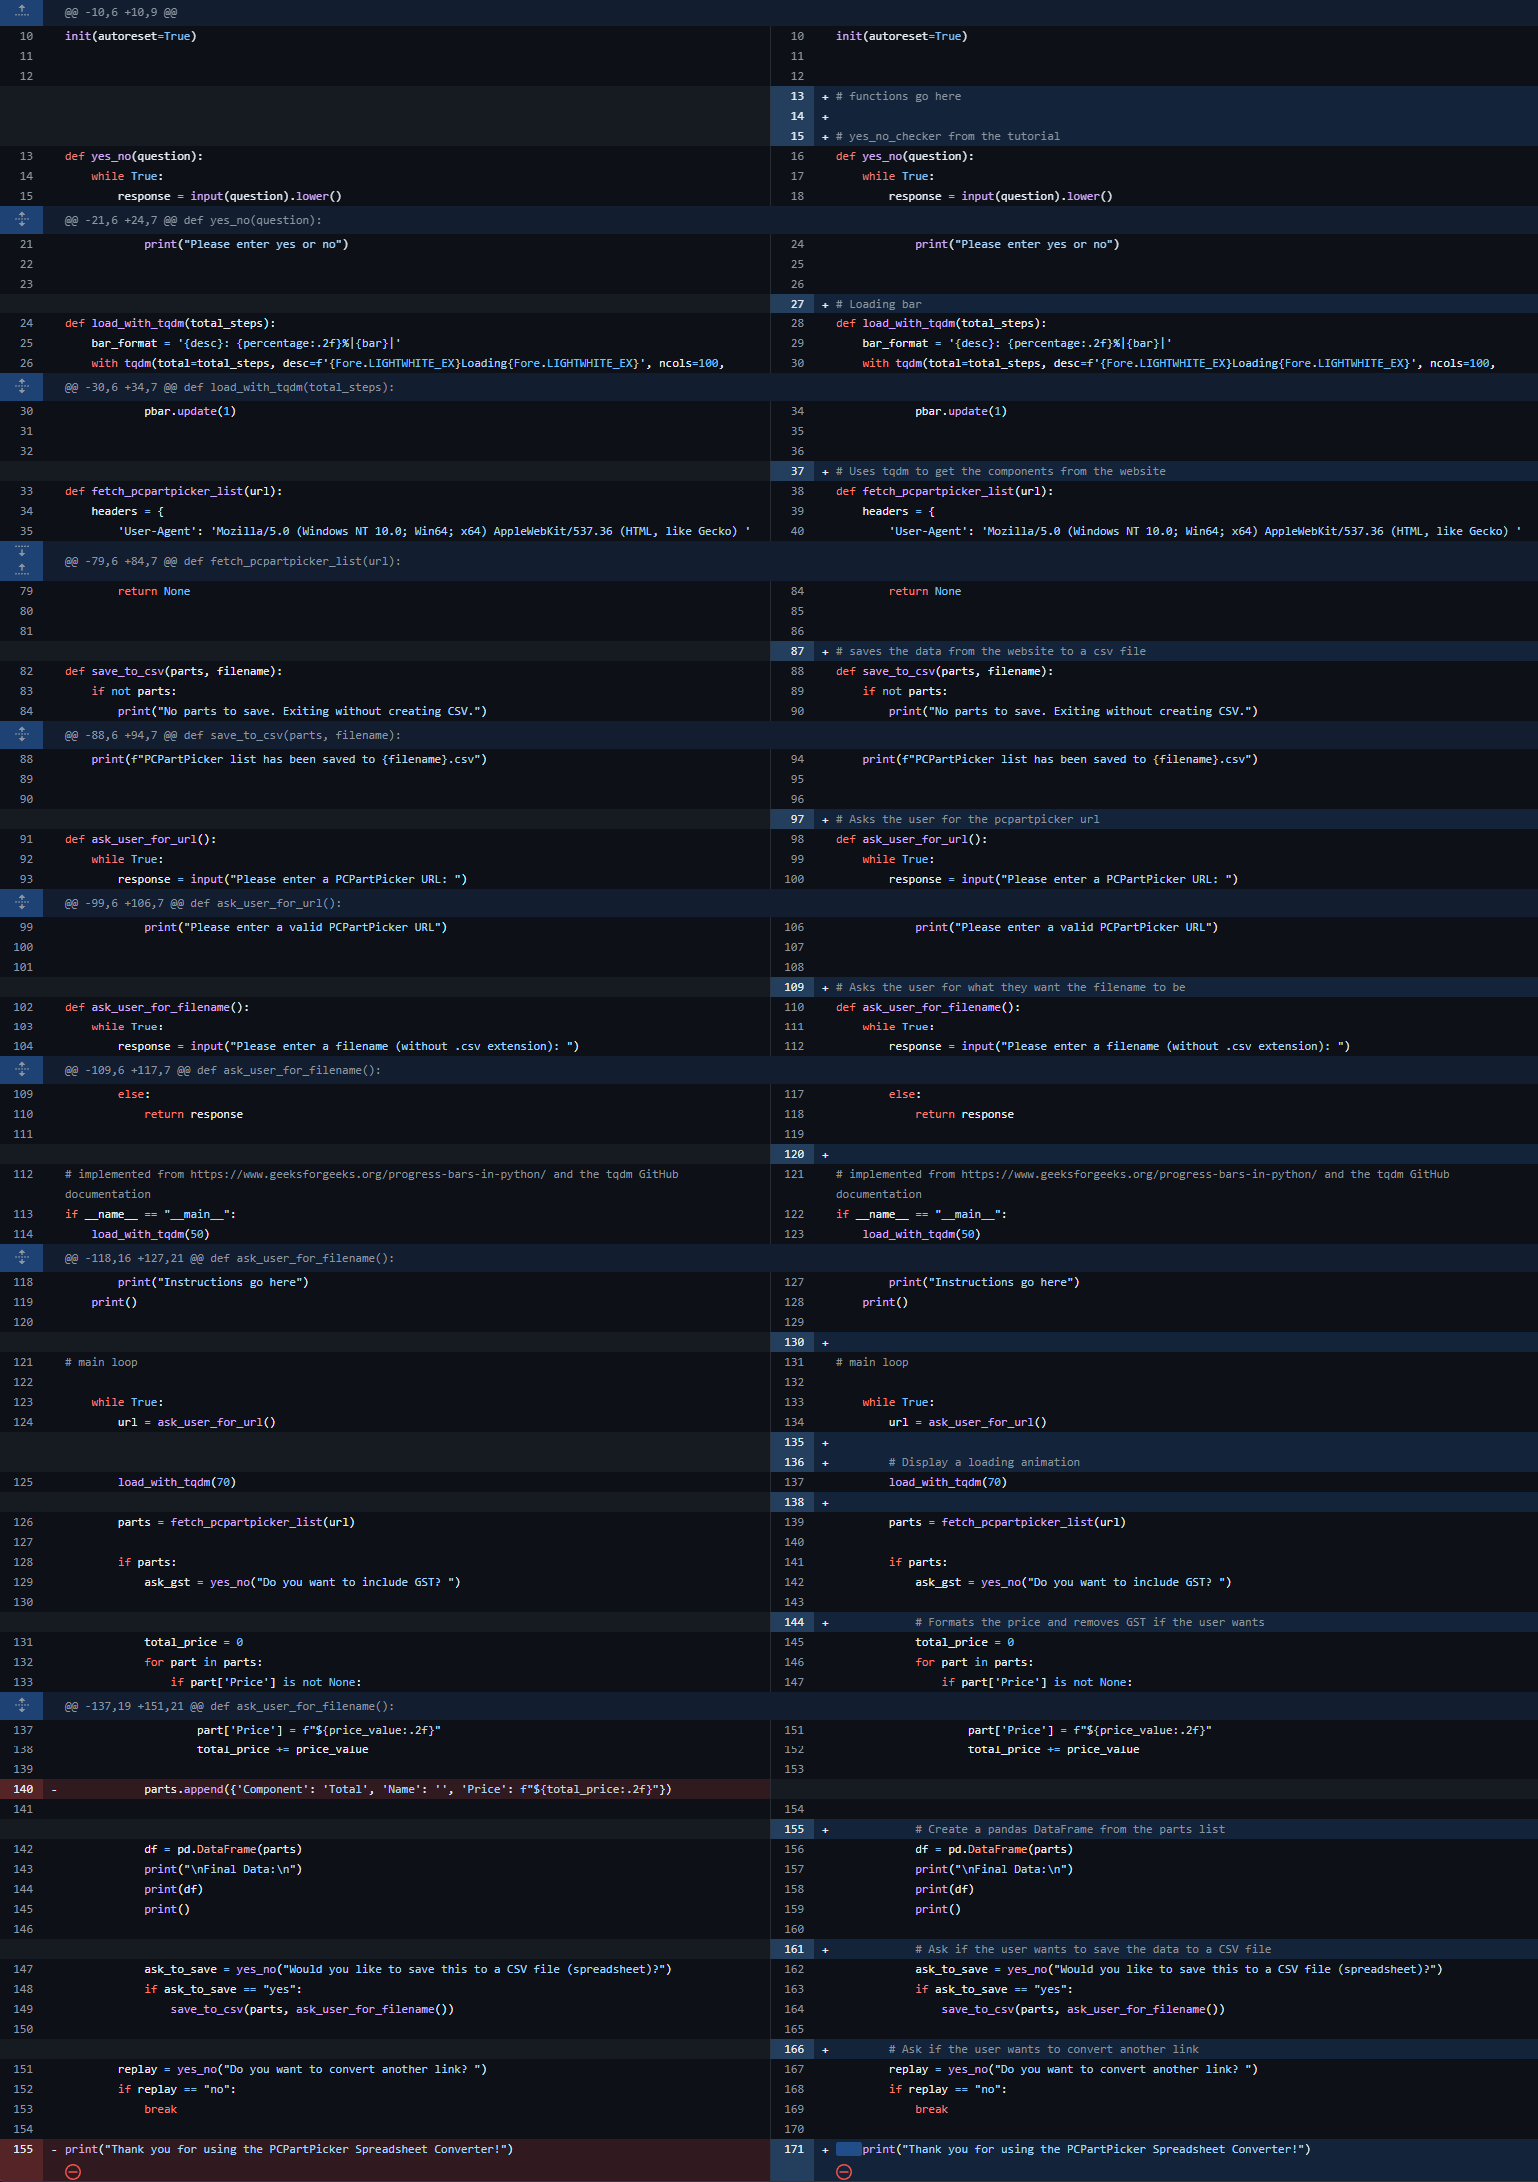 @@ -10,6 +10,9 @@
10 init(autoreset=True) 10 init(autoreset=True)
11 11
12 12
13 + # functions go here
14 +
15 + # yes_no_checker from the tutorial
13 def yes_no(question): 16 def yes_no(question):
14 while True: 17 while True:
15 response = input(question).lower() 18 response = input(question).lower()
@@ -21,6 +24,7 @@ def yes_no(question):
21 print("Please enter yes or no") 24 print("Please enter yes or no")
22 25
23 26
27 + # Loading bar
24 def load_with_tqdm(total_steps): 28 def load_with_tqdm(total_steps):
25 bar_format = '{desc}: {percentage:.2f}%|{bar}|' 29 bar_format = '{desc}: {percentage:.2f}%|{bar}|'
26 with tqdm(total=total_steps, desc=f'{Fore.LIGHTWHITE_EX}Loading{Fore.LIGHTWHITE_EX}', ncols=100, 30 with tqdm(total=total_steps, desc=f'{Fore.LIGHTWHITE_EX}Loading{Fore.LIGHTWHITE_EX}', ncols=100,
@@ -30,6 +34,7 @@ def load_with_tqdm(total_steps):
30 pbar.update(1) 34 pbar.update(1)
31 35
32 36
37 + # Uses tqdm to get the components from the website
33 def fetch_pcpartpicker_list(url): 38 def fetch_pcpartpicker_list(url):
34 headers = { 39 headers = {
35 'User-Agent': 'Mozilla/5.0 (Windows NT 10.0; Win64; x64) AppleWebKit/537.36 (HTML, like Gecko) ' 40 'User-Agent': 'Mozilla/5.0 (Windows NT 10.0; Win64; x64) AppleWebKit/537.36 (HTML, like Gecko) '
@@ -79,6 +84,7 @@ def fetch_pcpartpicker_list(url):
79 return None 84 return None
80 85
81 86
87 + # saves the data from the website to a csv file
82 def save_to_csv(parts, filename): 88 def save_to_csv(parts, filename):
83 if not parts: 89 if not parts:
84 print("No parts to save. Exiting without creating CSV.") 90 print("No parts to save. Exiting without creating CSV.")
@@ -88,6 +94,7 @@ def save_to_csv(parts, filename):
88 print(f"PCPartPicker list has been saved to {filename}.csv") 94 print(f"PCPartPicker list has been saved to {filename}.csv")
89 95
90 96
97 + # Asks the user for the pcpartpicker url
91 def ask_user_for_url(): 98 def ask_user_for_url():
92 while True: 99 while True:
93 response = input("Please enter a PCPartPicker URL: ") 100 response = input("Please enter a PCPartPicker URL: ")
@@ -99,6 +106,7 @@ def ask_user_for_url():
99 print("Please enter a valid PCPartPicker URL") 106 print("Please enter a valid PCPartPicker URL")
100 107
101 108
109 + # Asks the user for what they want the filename to be
102 def ask_user_for_filename(): 110 def ask_user_for_filename():
103 while True: 111 while True:
104 response = input("Please enter a filename (without .csv extension): ") 112 response = input("Please enter a filename (without .csv extension): ")
@@ -109,6 +117,7 @@ def ask_user_for_filename():
109 else: 117 else:
110 return response 118 return response
111 119
120 +
112 # implemented from https://www.geeksforgeeks.org/progress-bars-in-python/ and the tqdm GitHub 121 # implemented from https://www.geeksforgeeks.org/progress-bars-in-python/ and the tqdm GitHub
documentation documentation
113 if __name__ == "__main__": 122 if __name__ == "__main__":
114 load_with_tqdm(50) 123 load_with_tqdm(50)
@@ -118,16 +127,21 @@ def ask_user_for_filename():
118 print("Instructions go here") 127 print("Instructions go here")
119 print() 128 print()
120 129
130 +
121 # main loop 131 # main loop
122 132
123 while True: 133 while True:
124 url = ask_user_for_url() 134 url = ask_user_for_url()
135 +
136 + # Display a loading animation
125 load_with_tqdm(70) 137 load_with_tqdm(70)
138 +
126 parts = fetch_pcpartpicker_list(url) 139 parts = fetch_pcpartpicker_list(url)
127 140
128 if parts: 141 if parts:
129 ask_gst = yes_no("Do you want to include GST? ") 142 ask_gst = yes_no("Do you want to include GST? ")
130 143
144 + # Formats the price and removes GST if the user wants
131 total_price = 0 145 total_price = 0
132 for part in parts: 146 for part in parts:
133 if part['Price'] is not None: 147 if part['Price'] is not None:
@@ -137,19 +151,21 @@ def ask_user_for_filename():
137 part['Price'] = f"${price_value:.2f}" 151 part['Price'] = f"${price_value:.2f}"
138 total_price += price_value 152 total_price += price_value
139 153
140 - parts.append({'Component': 'Total', 'Name': '', 'Price': f"${total_price:.2f}"})
141 154
155 + # Create a pandas DataFrame from the parts list
142 df = pd.DataFrame(parts) 156 df = pd.DataFrame(parts)
143 print("\nFinal Data:\n") 157 print("\nFinal Data:\n")
144 print(df) 158 print(df)
145 print() 159 print()
146 160
161 + # Ask if the user wants to save the data to a CSV file
147 ask_to_save = yes_no("Would you like to save this to a CSV file (spreadsheet)?") 162 ask_to_save = yes_no("Would you like to save this to a CSV file (spreadsheet)?")
148 if ask_to_save == "yes": 163 if ask_to_save == "yes":
149 save_to_csv(parts, ask_user_for_filename()) 164 save_to_csv(parts, ask_user_for_filename())
150 165
166 + # Ask if the user wants to convert another link
151 replay = yes_no("Do you want to convert another link? ") 167 replay = yes_no("Do you want to convert another link? ")
152 if replay == "no": 168 if replay == "no":
153 break 169 break
154 170
155 - print("Thank you for using the PCPartPicker Spreadsheet Converter!") 171 + print("Thank you for using the PCPartPicker Spreadsheet Converter!")